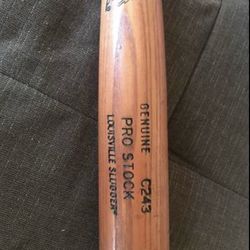 GENUINE C243
PRO STOCK
LOUISVILLE SLUGGER®